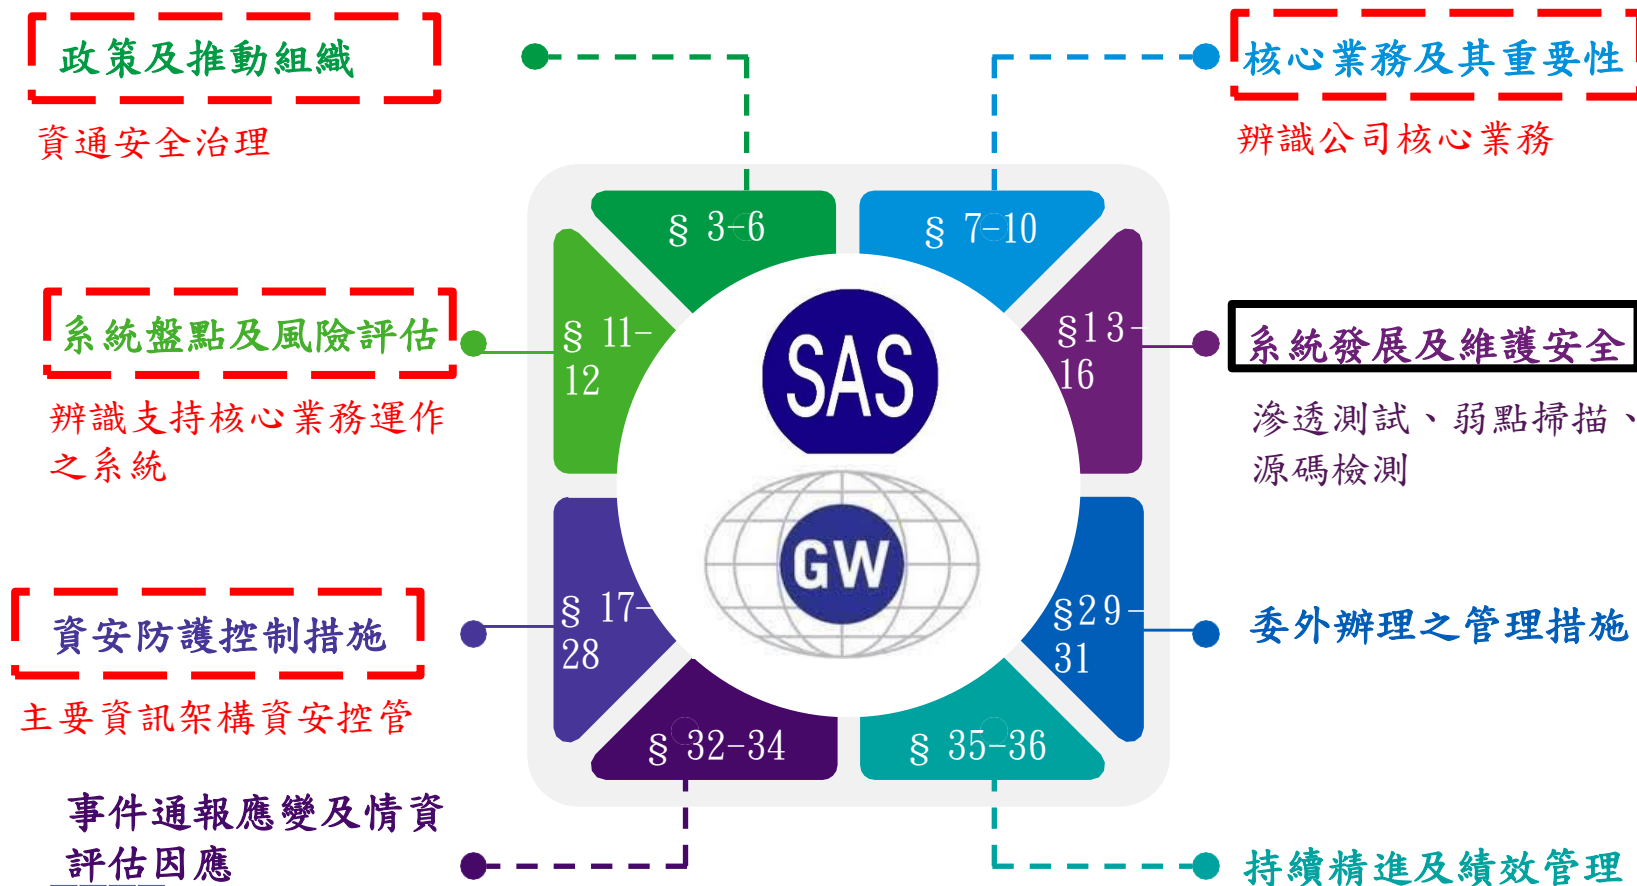 政策及推動組織
資通安全治理
核心業務及其重要性
辨識公司核心業務
§ 3-6
§ 7-10
系統盤點及風險評估
辨識支持核心業務運作
之系統
§ 11-
12
SAS
§13-
16
系統發展及維護安全
滲透測試、弱點掃描、
源碼檢測
資安防護控制措施
主要資訊架構資安控管
§ 17-
28
GW
§29-
31
委外辦理之管理措施
§ 32-34
§ 35-36
事件通報應變及情資
評估因應
持續精進及績效管理